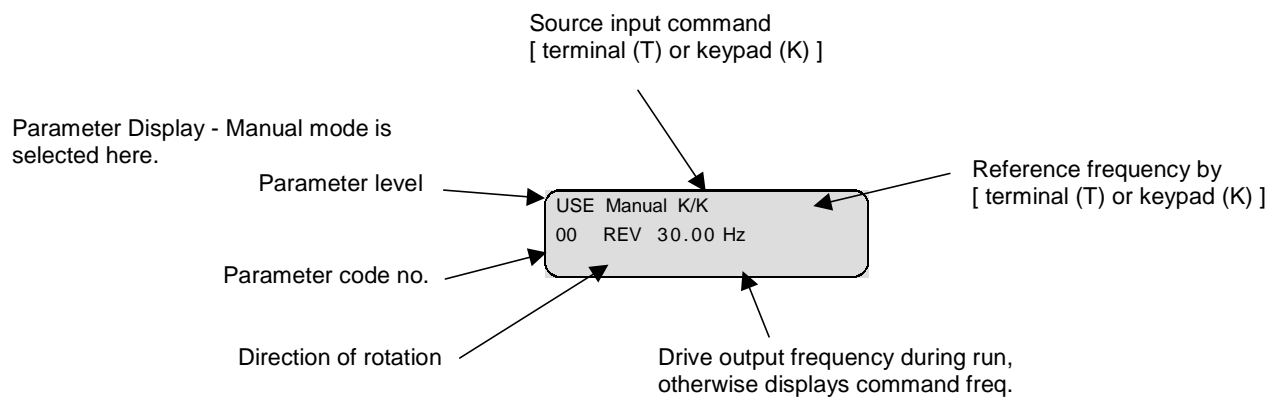 Source input command
[ terminal (T) or keypad (K) ]
Parameter Display - Manual mode is
selected here.
Parameter level
Reference frequency by
[ terminal (T) or keypad (K) ]
USE Manual K/K
00 REV 30.00 Hz
Parameter code no.
Direction of rotation
Drive output frequency during run,
otherwise displays command freq.